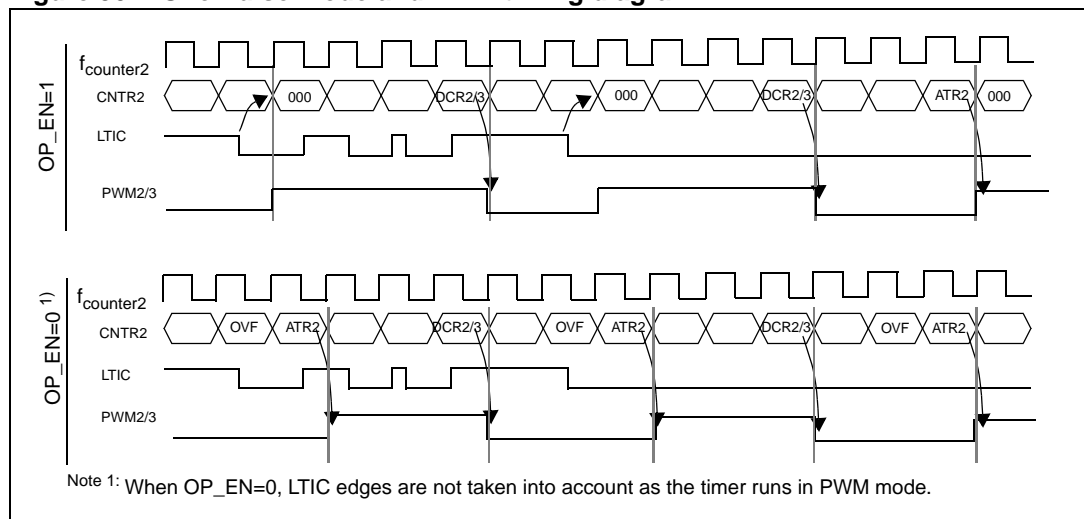 OP_EN=1
f counter2
CNTR2 000 DCR2/3 000 DCR2/3 ATR2 000
LTIC
PWM2/3
OP_EN=0 1)
f counter2
CNTR2 OVF ATR2 DCR2/3 OVF ATR2 DCR2/3 OVF ATR2
LTIC
PWM2/3
Note 1: When OP_EN=0, LTIC edges are not taken into account as the timer runs in PWM mode.